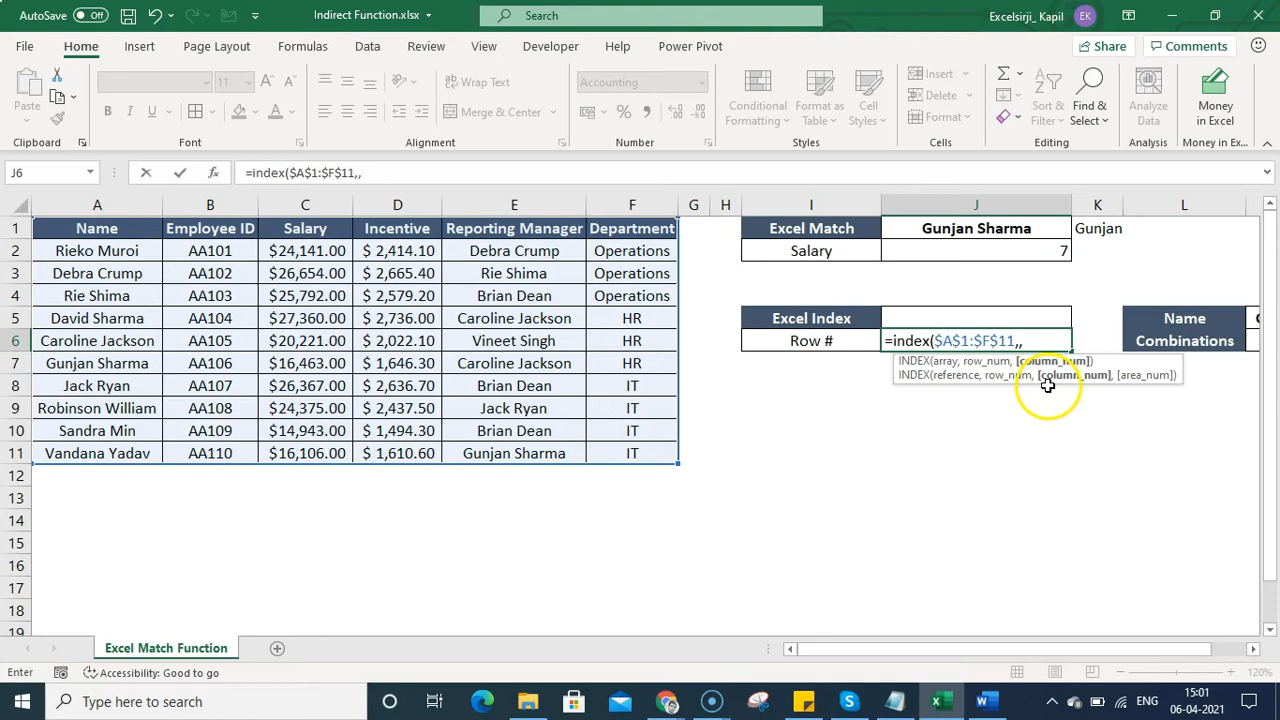 AutoSave Off Indirect Function.xlsx Search Excelsirji_ Kapil EK
File Home Insert Page Layout Formulas Data Review View Developer Help Power Pivot Share Comments
Paste 11 A A Wrap Text Accounting Conditional Formatting Format as Table Cell Styles Insert Sort & Filter Find & Select Analyze Data Money in Excel
B I U A Merge & Center % Delete
Format
Clipboard Font Alignment Number Styles Cells Editing Analysis Money in Ex...
J6 fx =index($A$1:$F$11,,
A B C D E F G H I J K L
1 Name Employee ID Salary Incentive Reporting Manager Department Excel Match Gunjan Sharma Gunjan
2 Rieko Muroi AA101 $24,141.00 $ 2,414.10 Debra Crump Operations Salary 7
3 Debra Crump AA102 $26,654.00 $ 2,665.40 Rie Shima Operations
4 Rie Shima AA103 $25,792.00 $ 2,579.20 Brian Dean Operations
5 David Sharma AA104 $27,360.00 $ 2,736.00 Caroline Jackson HR Excel Index Name
6 Caroline Jackson AA105 $20,221.00 $ 2,022.10 Vineet Singh HR Row # =index($A$1:$F$11,, Combinations
7 Gunjan Sharma AA106 $16,463.00 $ 1,646.30 Caroline Jackson HR INDEX(array, row_num, [column_num])
INDEX(reference, row_num, [column_num], [area_num])
8 Jack Ryan AA107 $26,367.00 $ 2,636.70 Brian Dean IT
9 Robinson William AA108 $24,375.00 $ 2,437.50 Jack Ryan IT
10 Sandra Min AA109 $14,943.00 $ 1,494.30 Brian Dean IT
11 Vandana Yadav AA110 $16,106.00 $ 1,610.60 Gunjan Sharma IT
12
13
14
15
16
17
18
19
Excel Match Function
Enter Accessibility: Good to go 120%
Type here to search ENG 15:01
06-04-2021